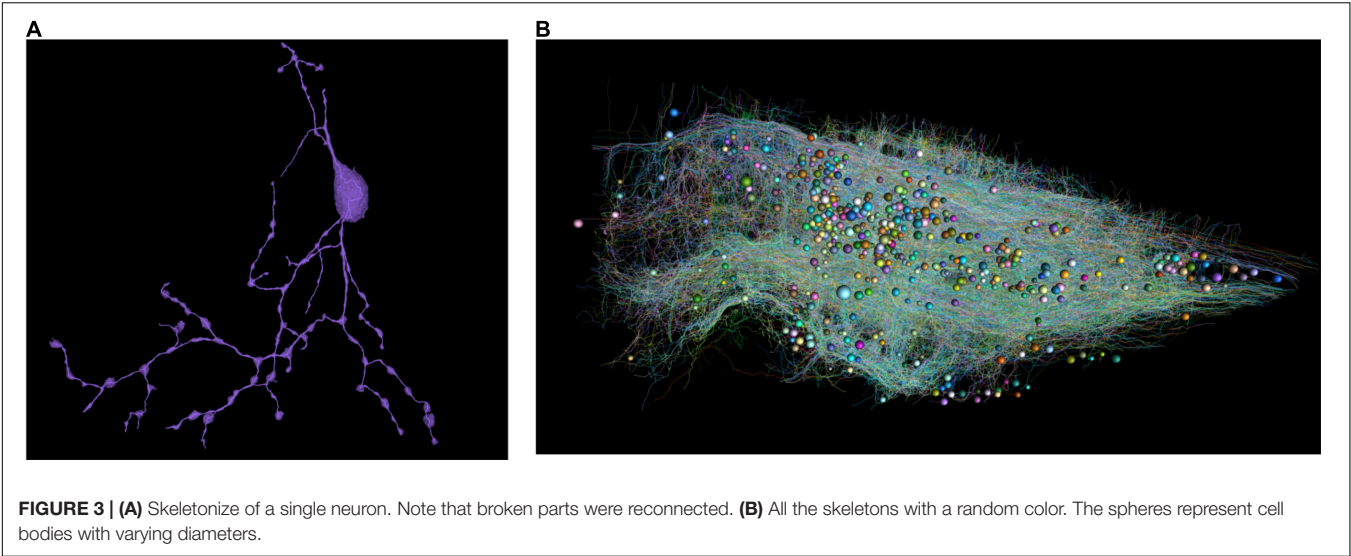 A
B
FIGURE 3 | (A) Skeletonize of a single neuron. Note that broken parts were reconnected. (B) All the skeletons with a random color. The spheres represent cell
bodies with varying diameters.